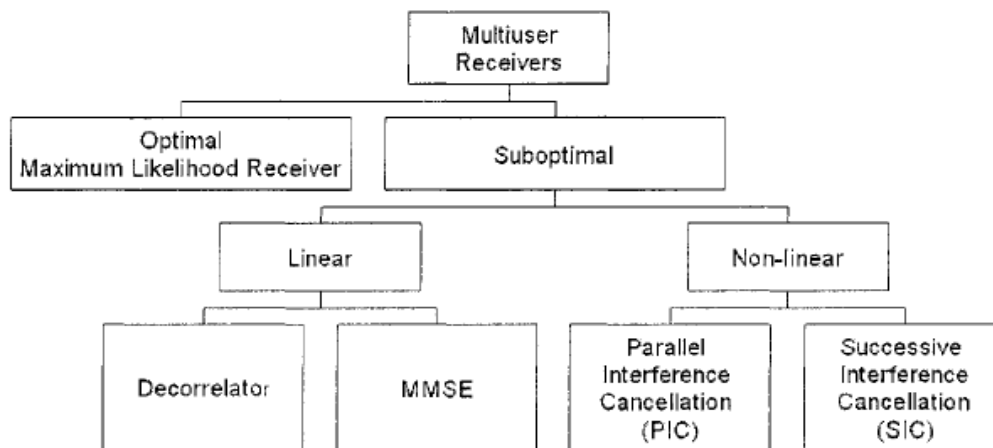 Multiuser
Receivers
Optimal
Maximum Likelihood Receiver
Suboptimal
Linear
Non-linear
Decorrelator
MMSE
Parallel
Interference
Cancellation
(PIC)
Successive
Interference
Cancellation
(SIC)